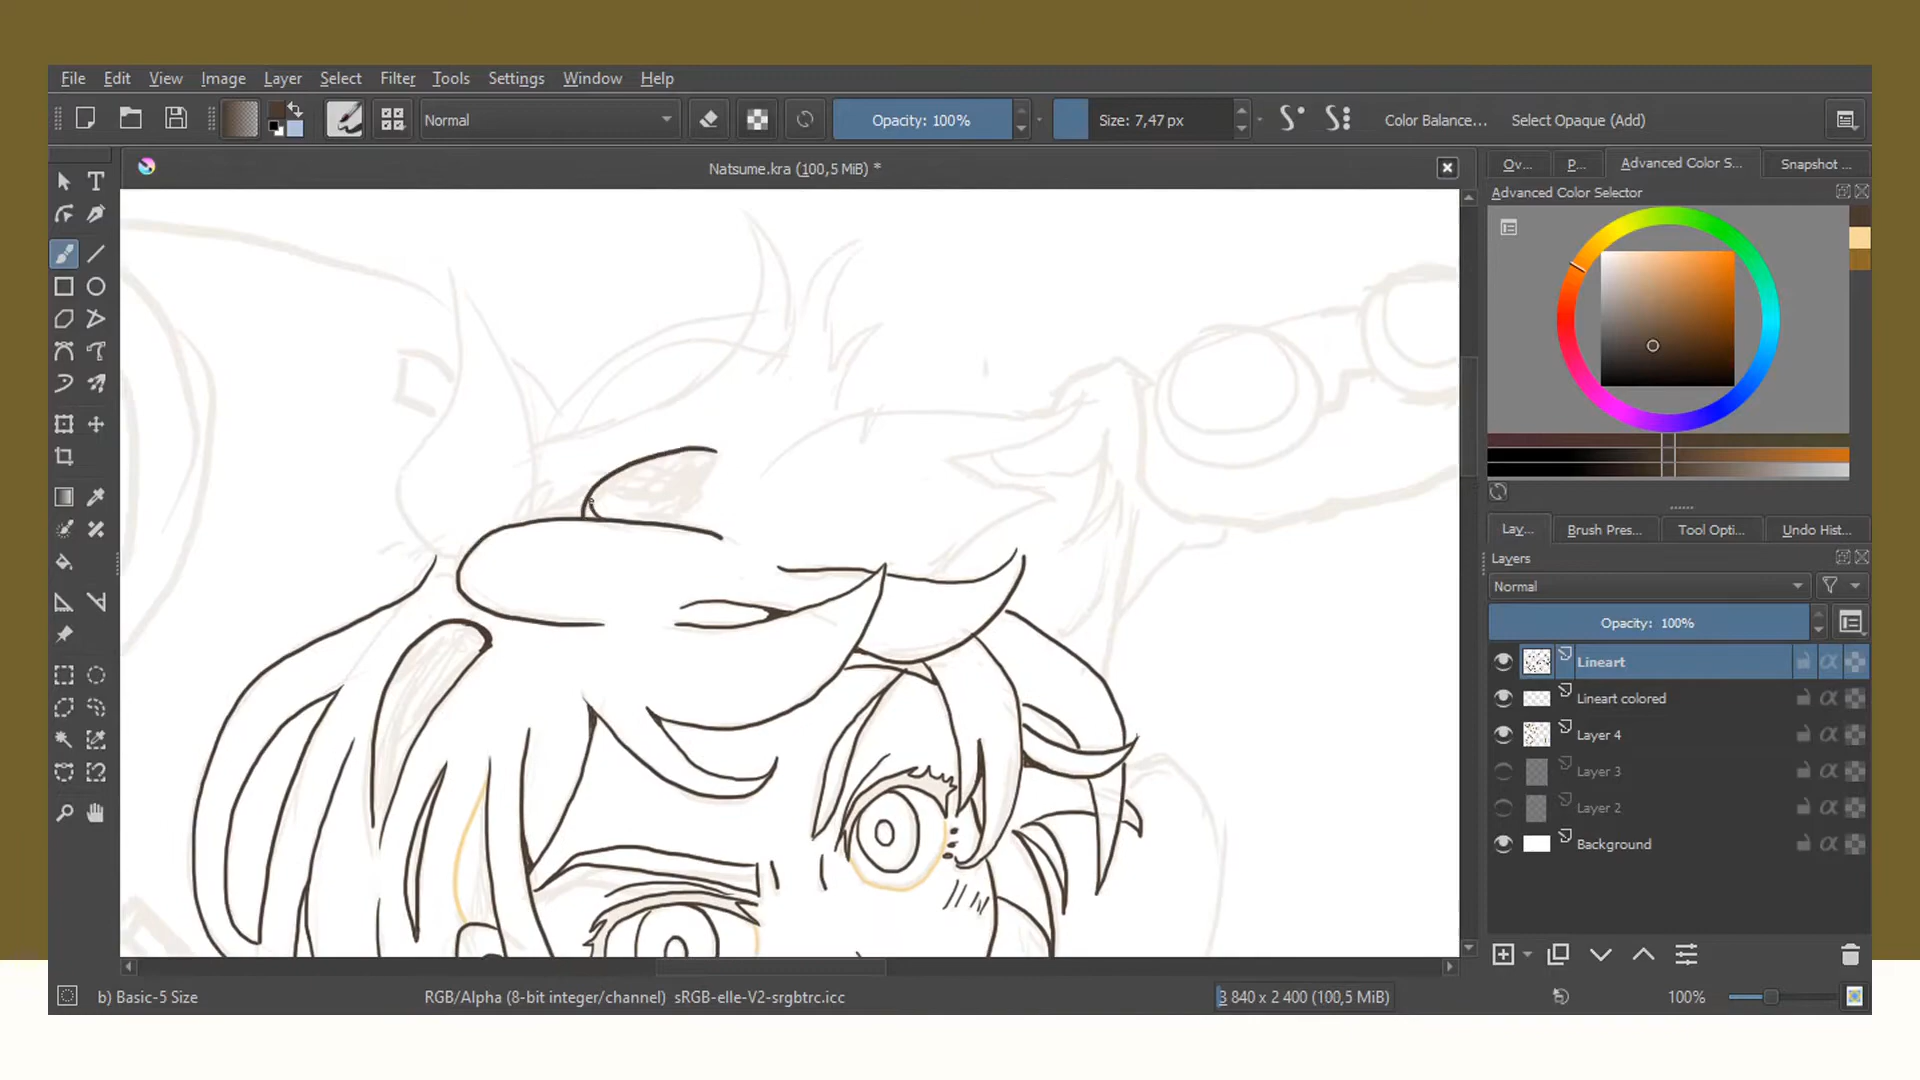 File Edit View Image Layer Select Filter Tools Settings Window Help
Normal Opacity: 100% Size: 7,47 px Color Balance... Select Opaque (Add)
Natsume.kra (100,5 MiB) *
Ov... P... Advanced Color S... Snapshot ...
Advanced Color Selector
Lay... Brush Pres... Tool Opti... Undo Hist...
Layers
Normal
Opacity: 100%
Lineart
Lineart colored
Layer 4
Layer 3
Layer 2
Background
b) Basic-5 Size RGB/Alpha (8-bit integer/channel) sRGB-elle-V2-srgbtrc.icc 3 840 x 2 400 (100,5 MiB) 100%